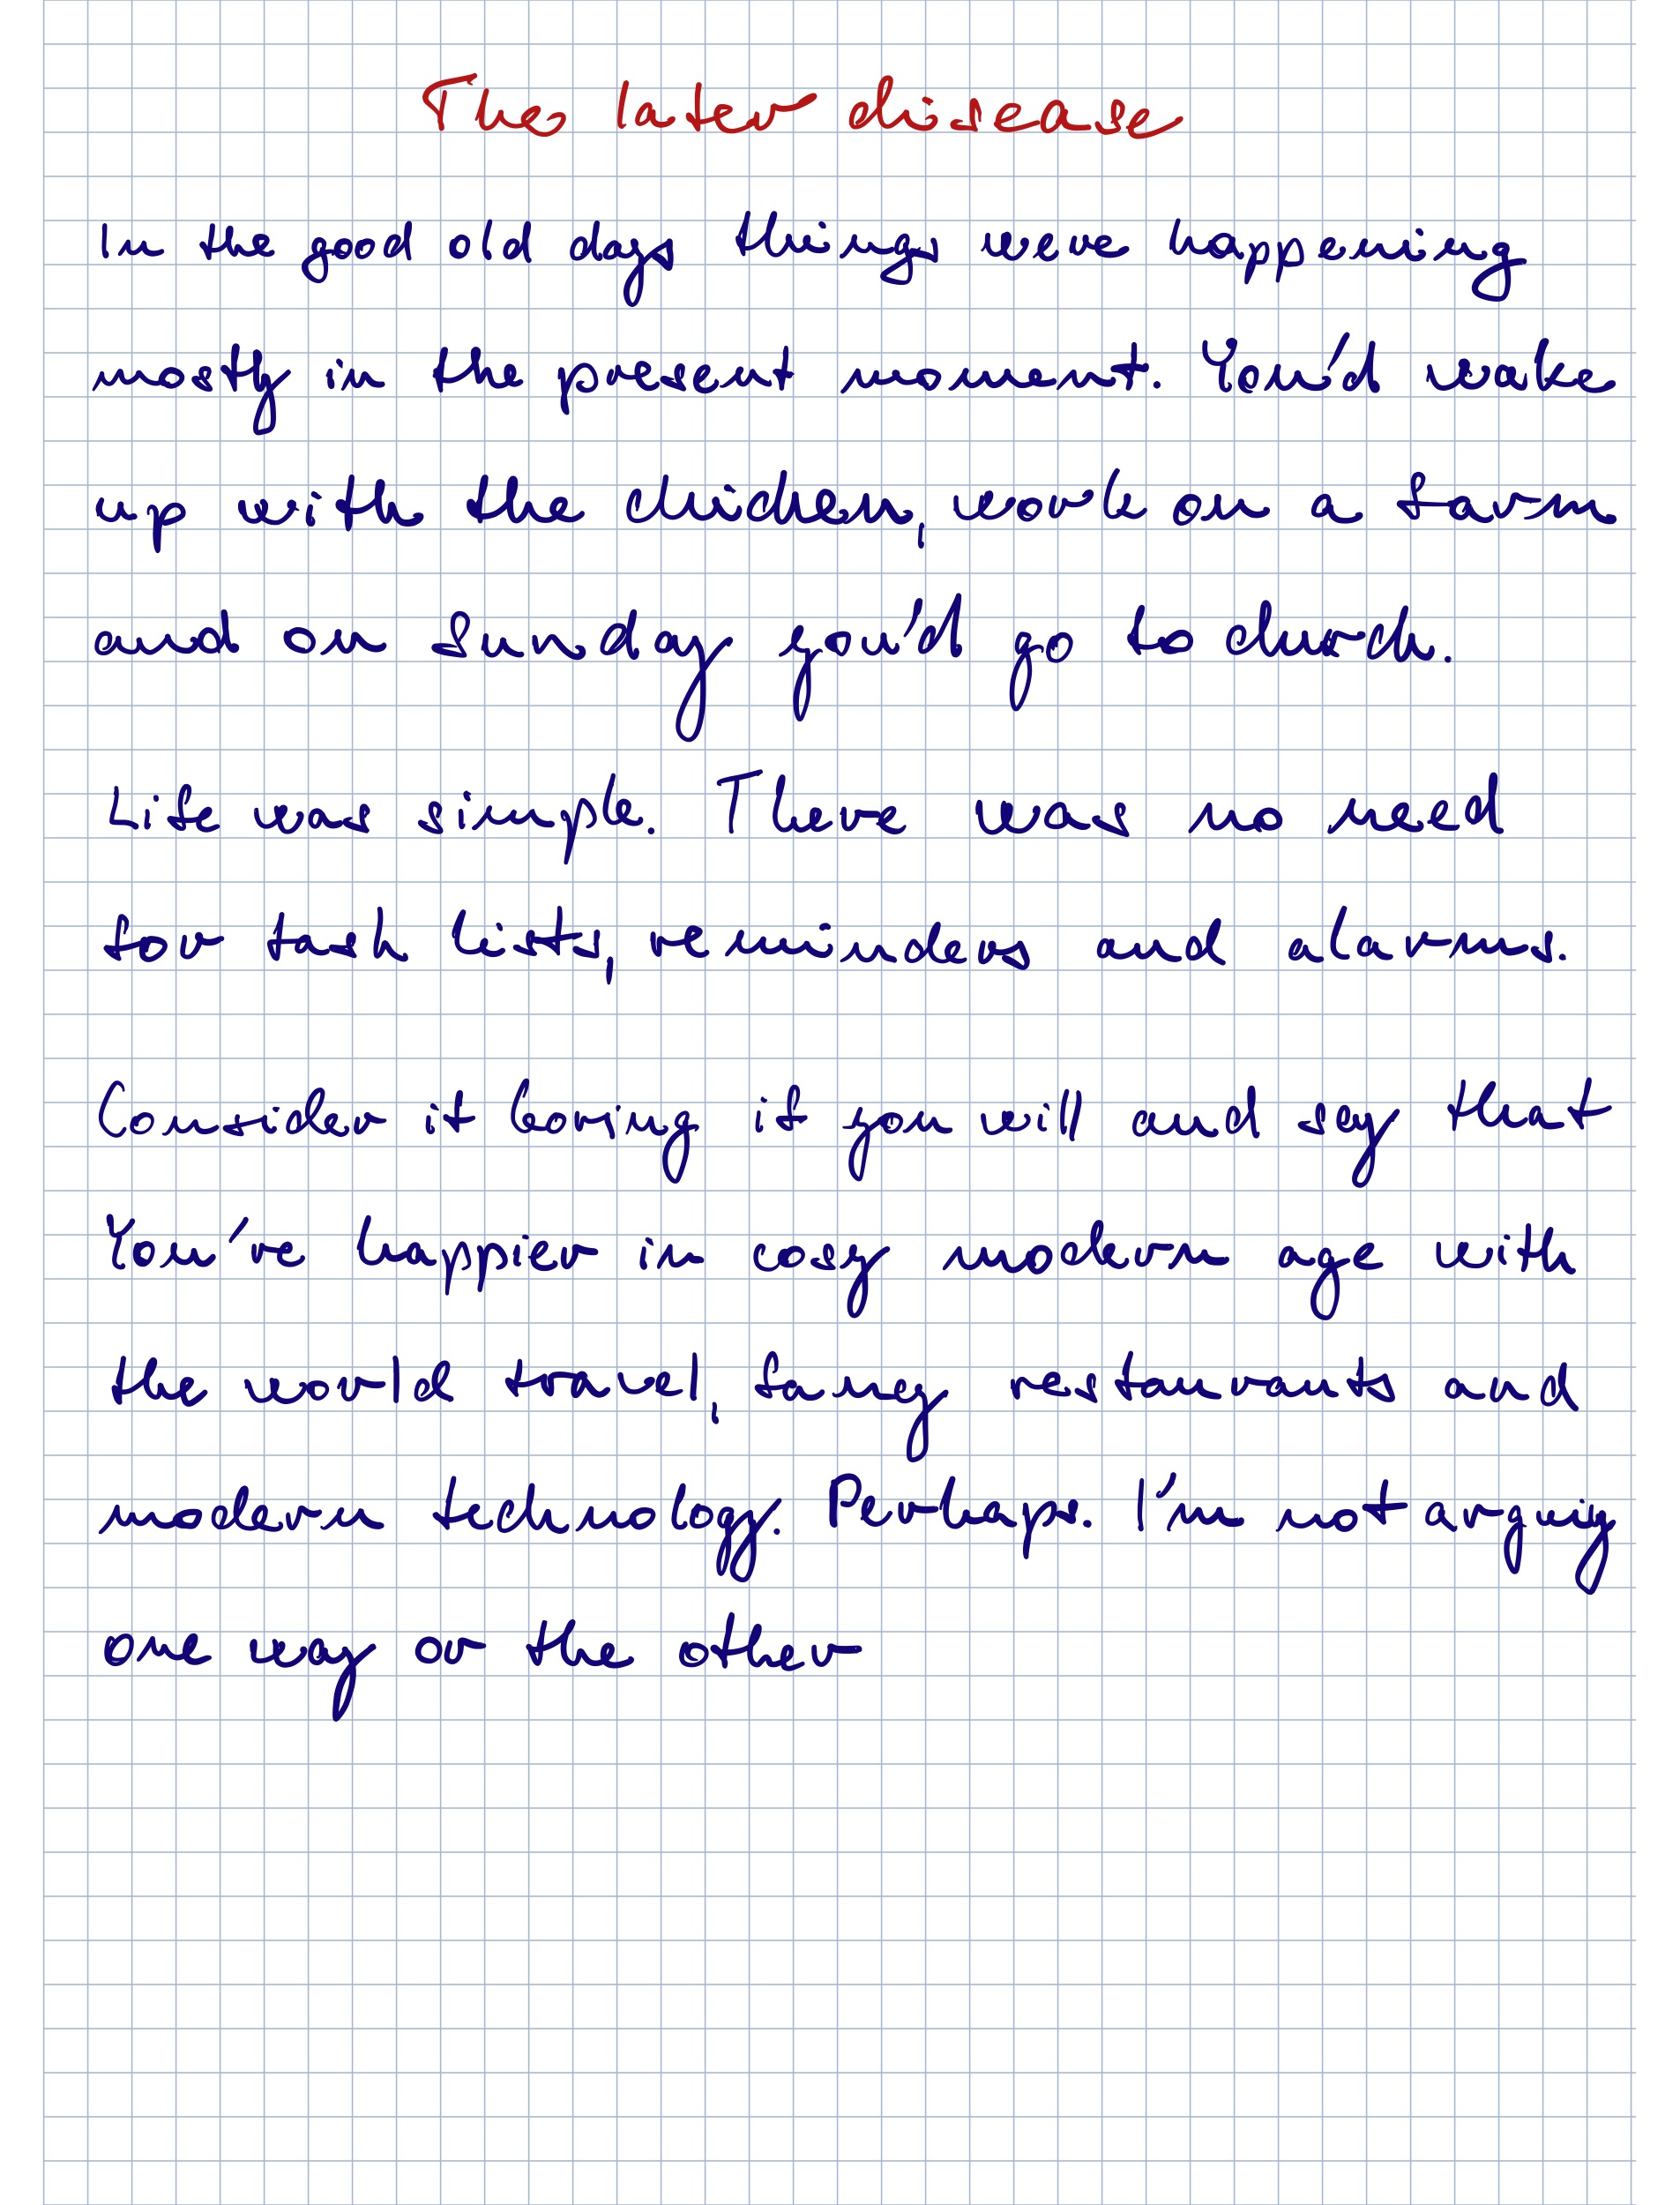 The later disease
In the good old days things were happening
mostly in the present moment. You'd wake
up with the chicken, work on a farm
and on Sunday you'd go to church.
Life was simple. There was no need
for task lists, reminders and alarms.
Consider it boring if you will and say that
You're happier in cosy modern age with
the world travel, fancy restaurants and
modern technology. Perhaps. I'm not arguing
one way or the other